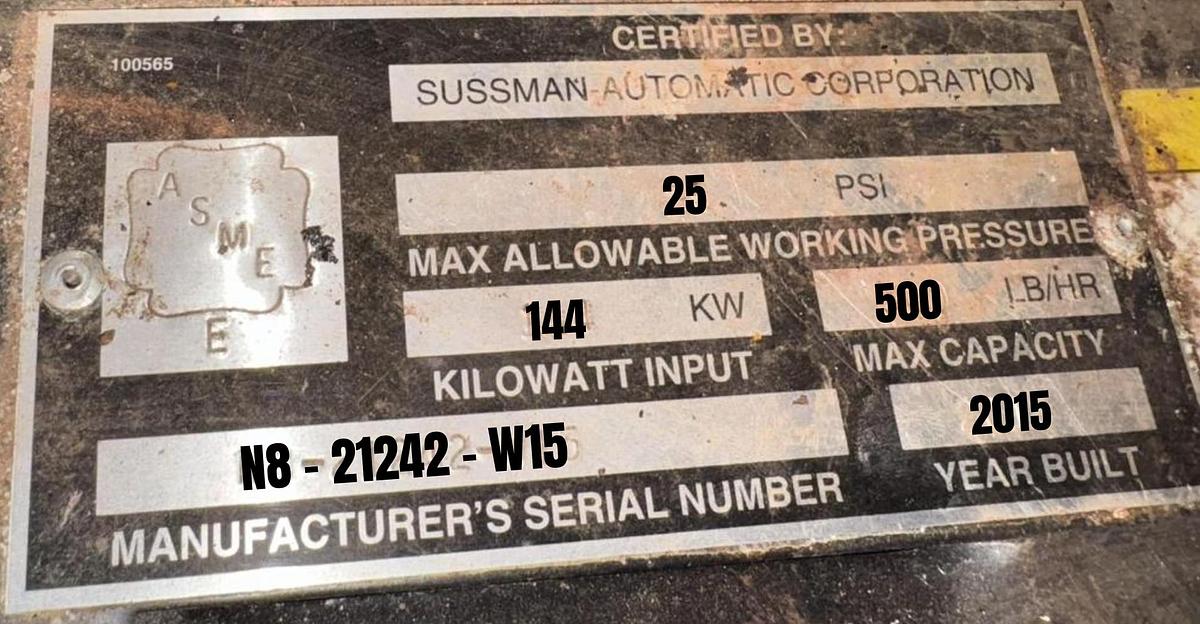 CERTIFIED BY:
100565
SUSSMAN-AUTOMATIC CORPORATION
A
S
M
E
E
25 PSI
MAX ALLOWABLE WORKING PRESSURE
144 KW
500 LB/HR
KILOWATT INPUT
MAX CAPACITY
N8 - 21242 - W15
2015
MANUFACTURER'S SERIAL NUMBER
YEAR BUILT